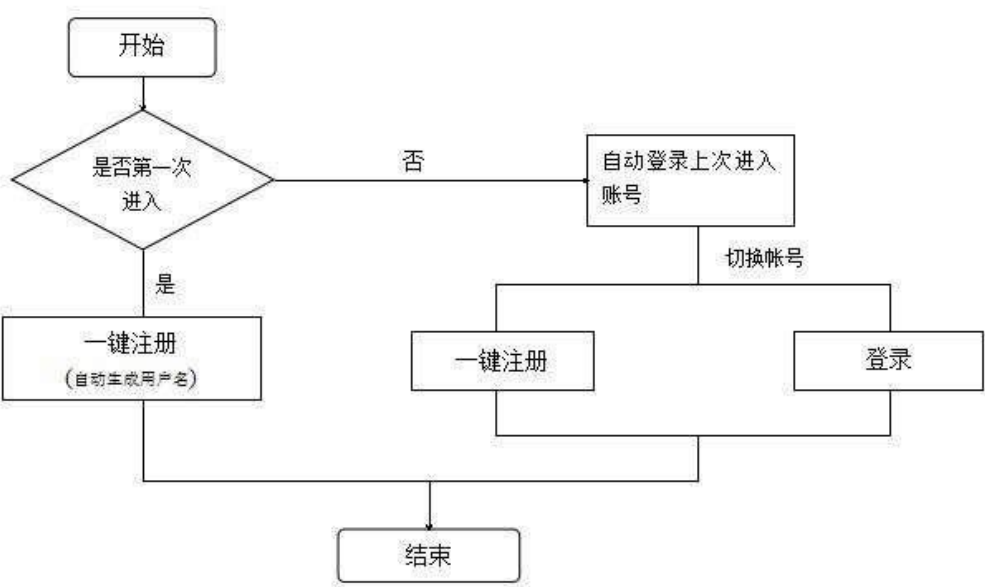 开始
是否第一次
进入
否
自动登录上次进入
账号
切换帐号
是
一键注册
(自动生成用户名)
一键注册
登录
结束